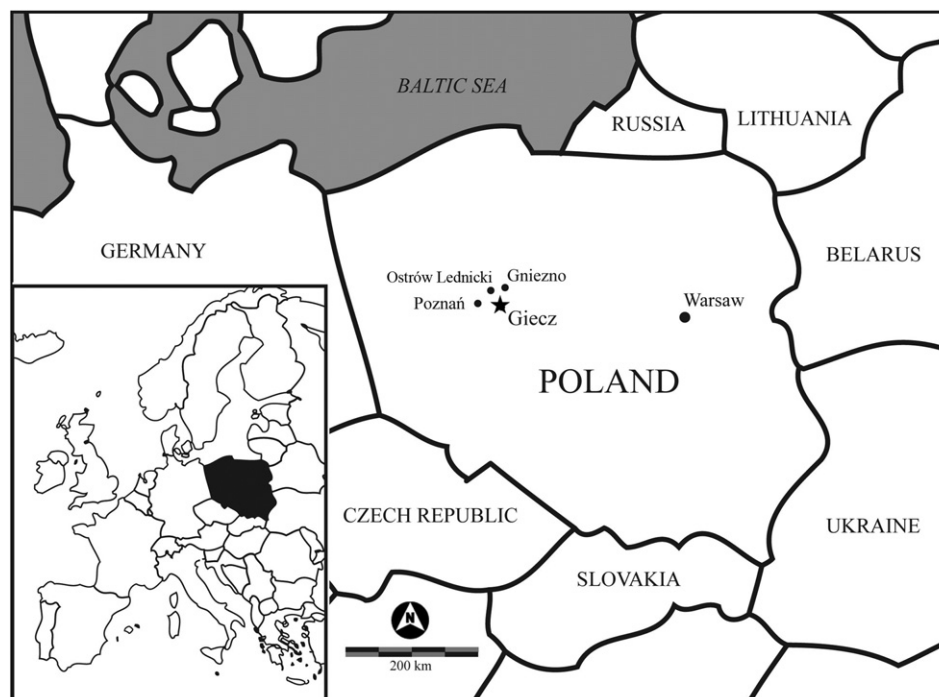 BALTIC SEA
RUSSIA
LITHUANIA
GERMANY
BELARUS
Ostrów Lednicki
Gniezno
Poznań
Giecz
Warsaw
POLAND
CZECH REPUBLIC
UKRAINE
SLOVAKIA
N
200 km